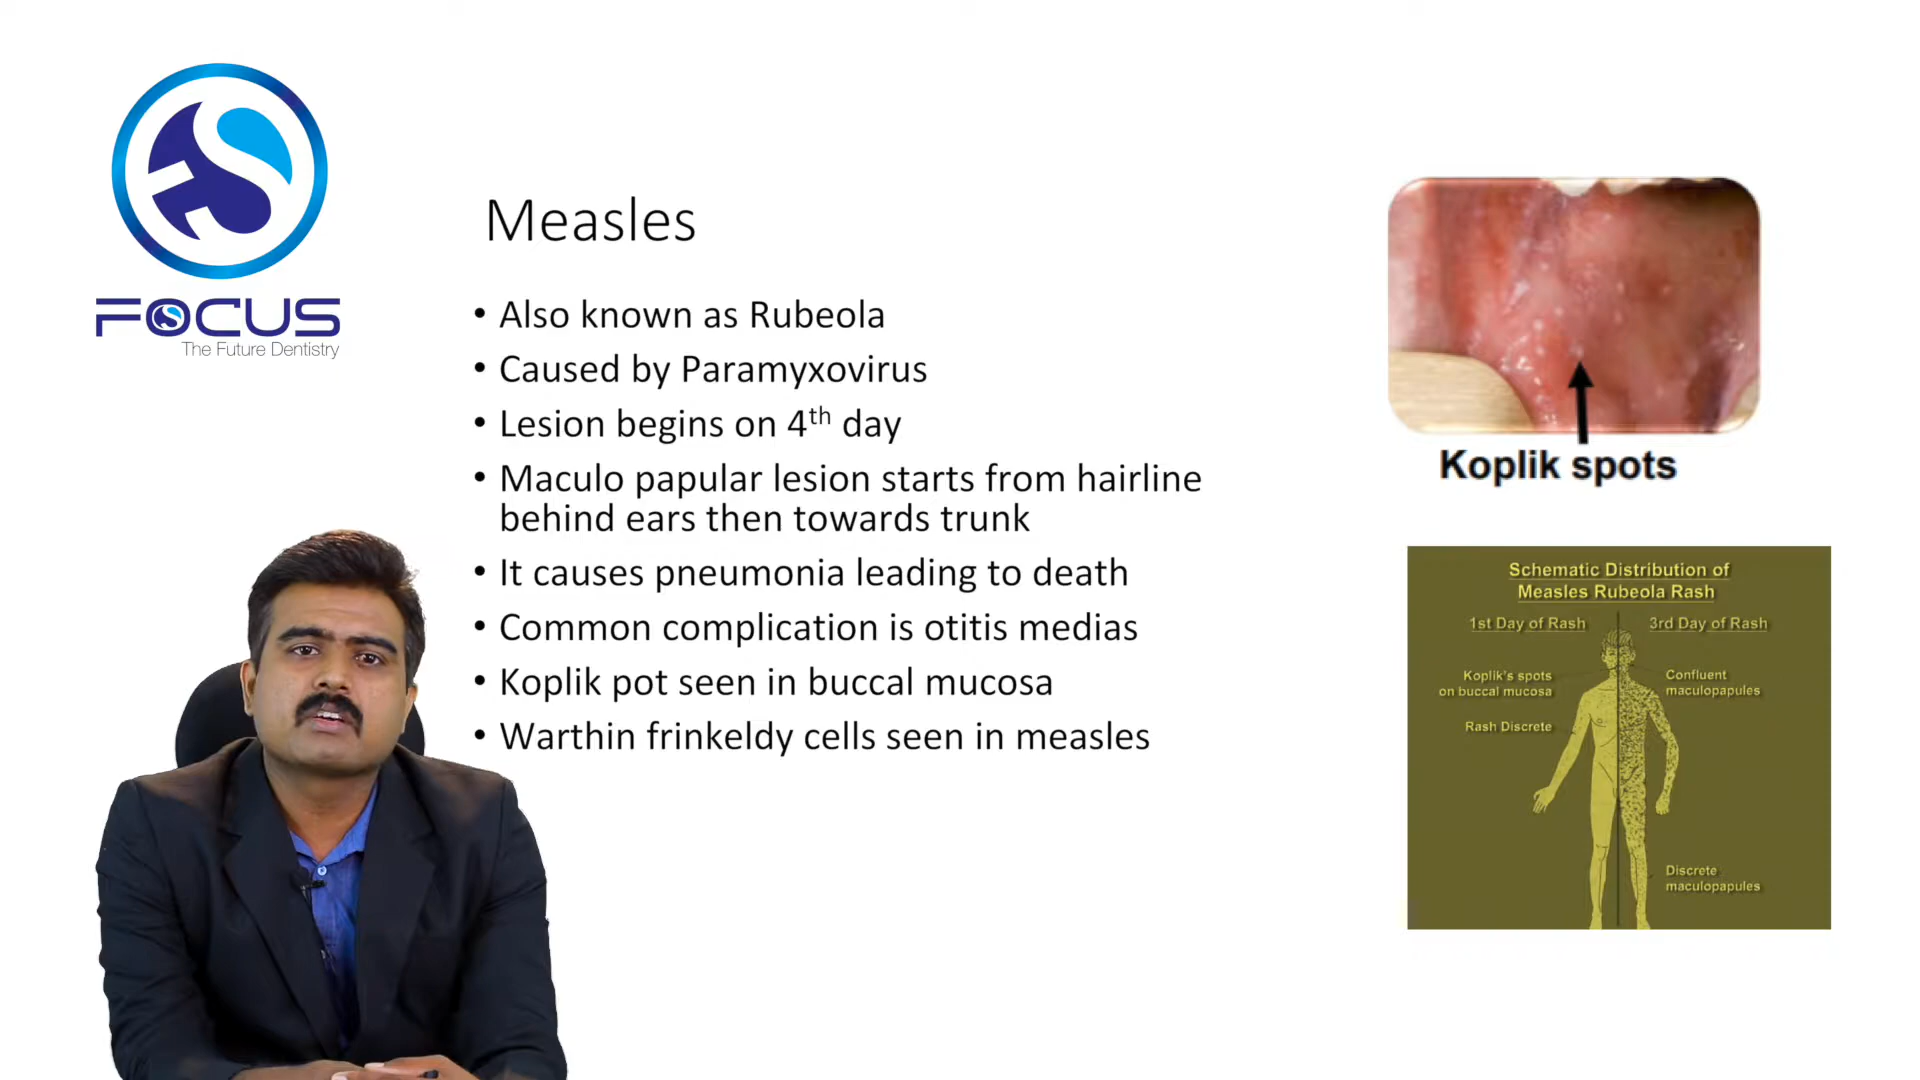 FOCUS
The Future Dentistry
Measles
• Also known as Rubeola
• Caused by Paramyxovirus
• Lesion begins on 4th day
• Maculo papular lesion starts from hairline
behind ears then towards trunk
• It causes pneumonia leading to death
• Common complication is otitis medias
• Koplik pot seen in buccal mucosa
• Warthin frinkeldy cells seen in measles
Koplik spots
Schematic Distribution of
Measles Rubeola Rash
1st Day of Rash
3rd Day of Rash
Koplik's spots
on buccal mucosa
Rash Discrete
Confluent
maculopapules
Discrete
maculopapules